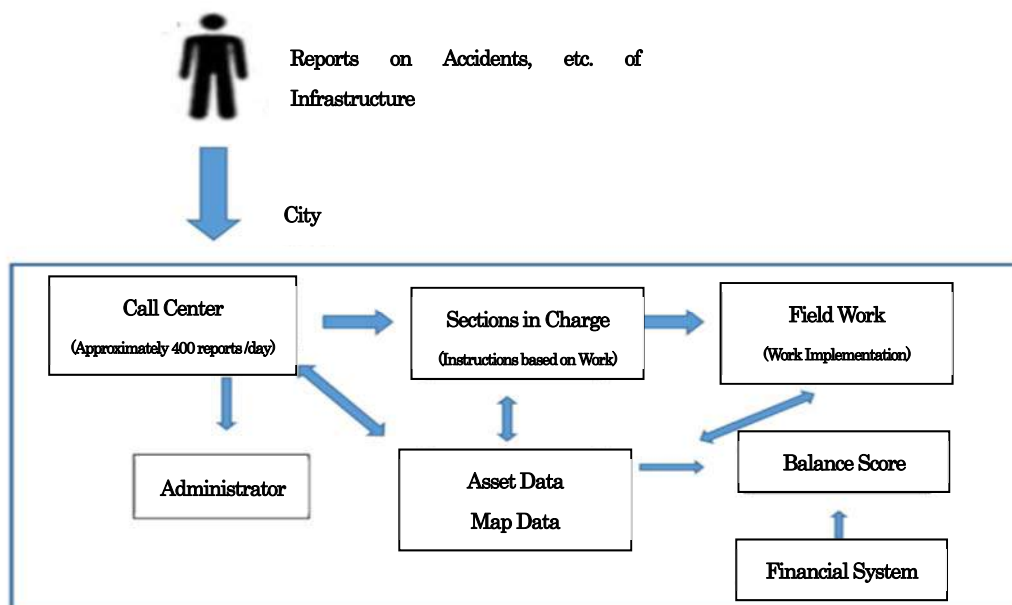 Reports on Accidents, etc. of
Infrastructure
City
Call Center
(Approximately 400 reports /day)
Sections in Charge
(Instructions based on Work)
Field Work
(Work Implementation)
Administrator
Asset Data
Map Data
Balance Score
Financial System